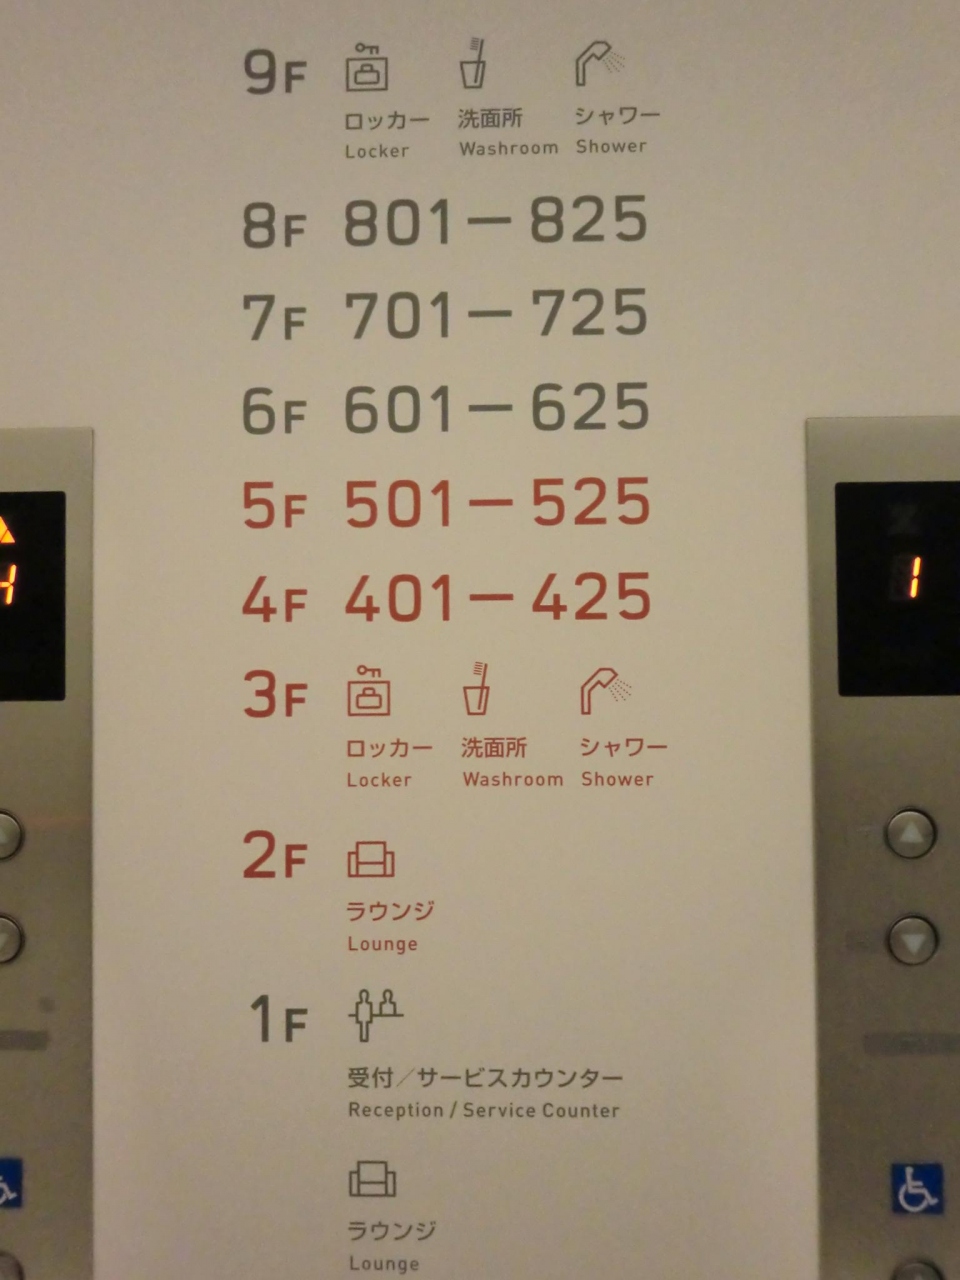 9F
ロッカー 洗面所 シャワー
Locker Washroom Shower
8F 801－825
7F 701－725
6F 601－625
5F 501－525
4F 401－425
3F
ロッカー 洗面所 シャワー
Locker Washroom Shower
2F
ラウンジ
Lounge
1F
受付／サービスカウンター
Reception / Service Counter
ラウンジ
Lounge
1